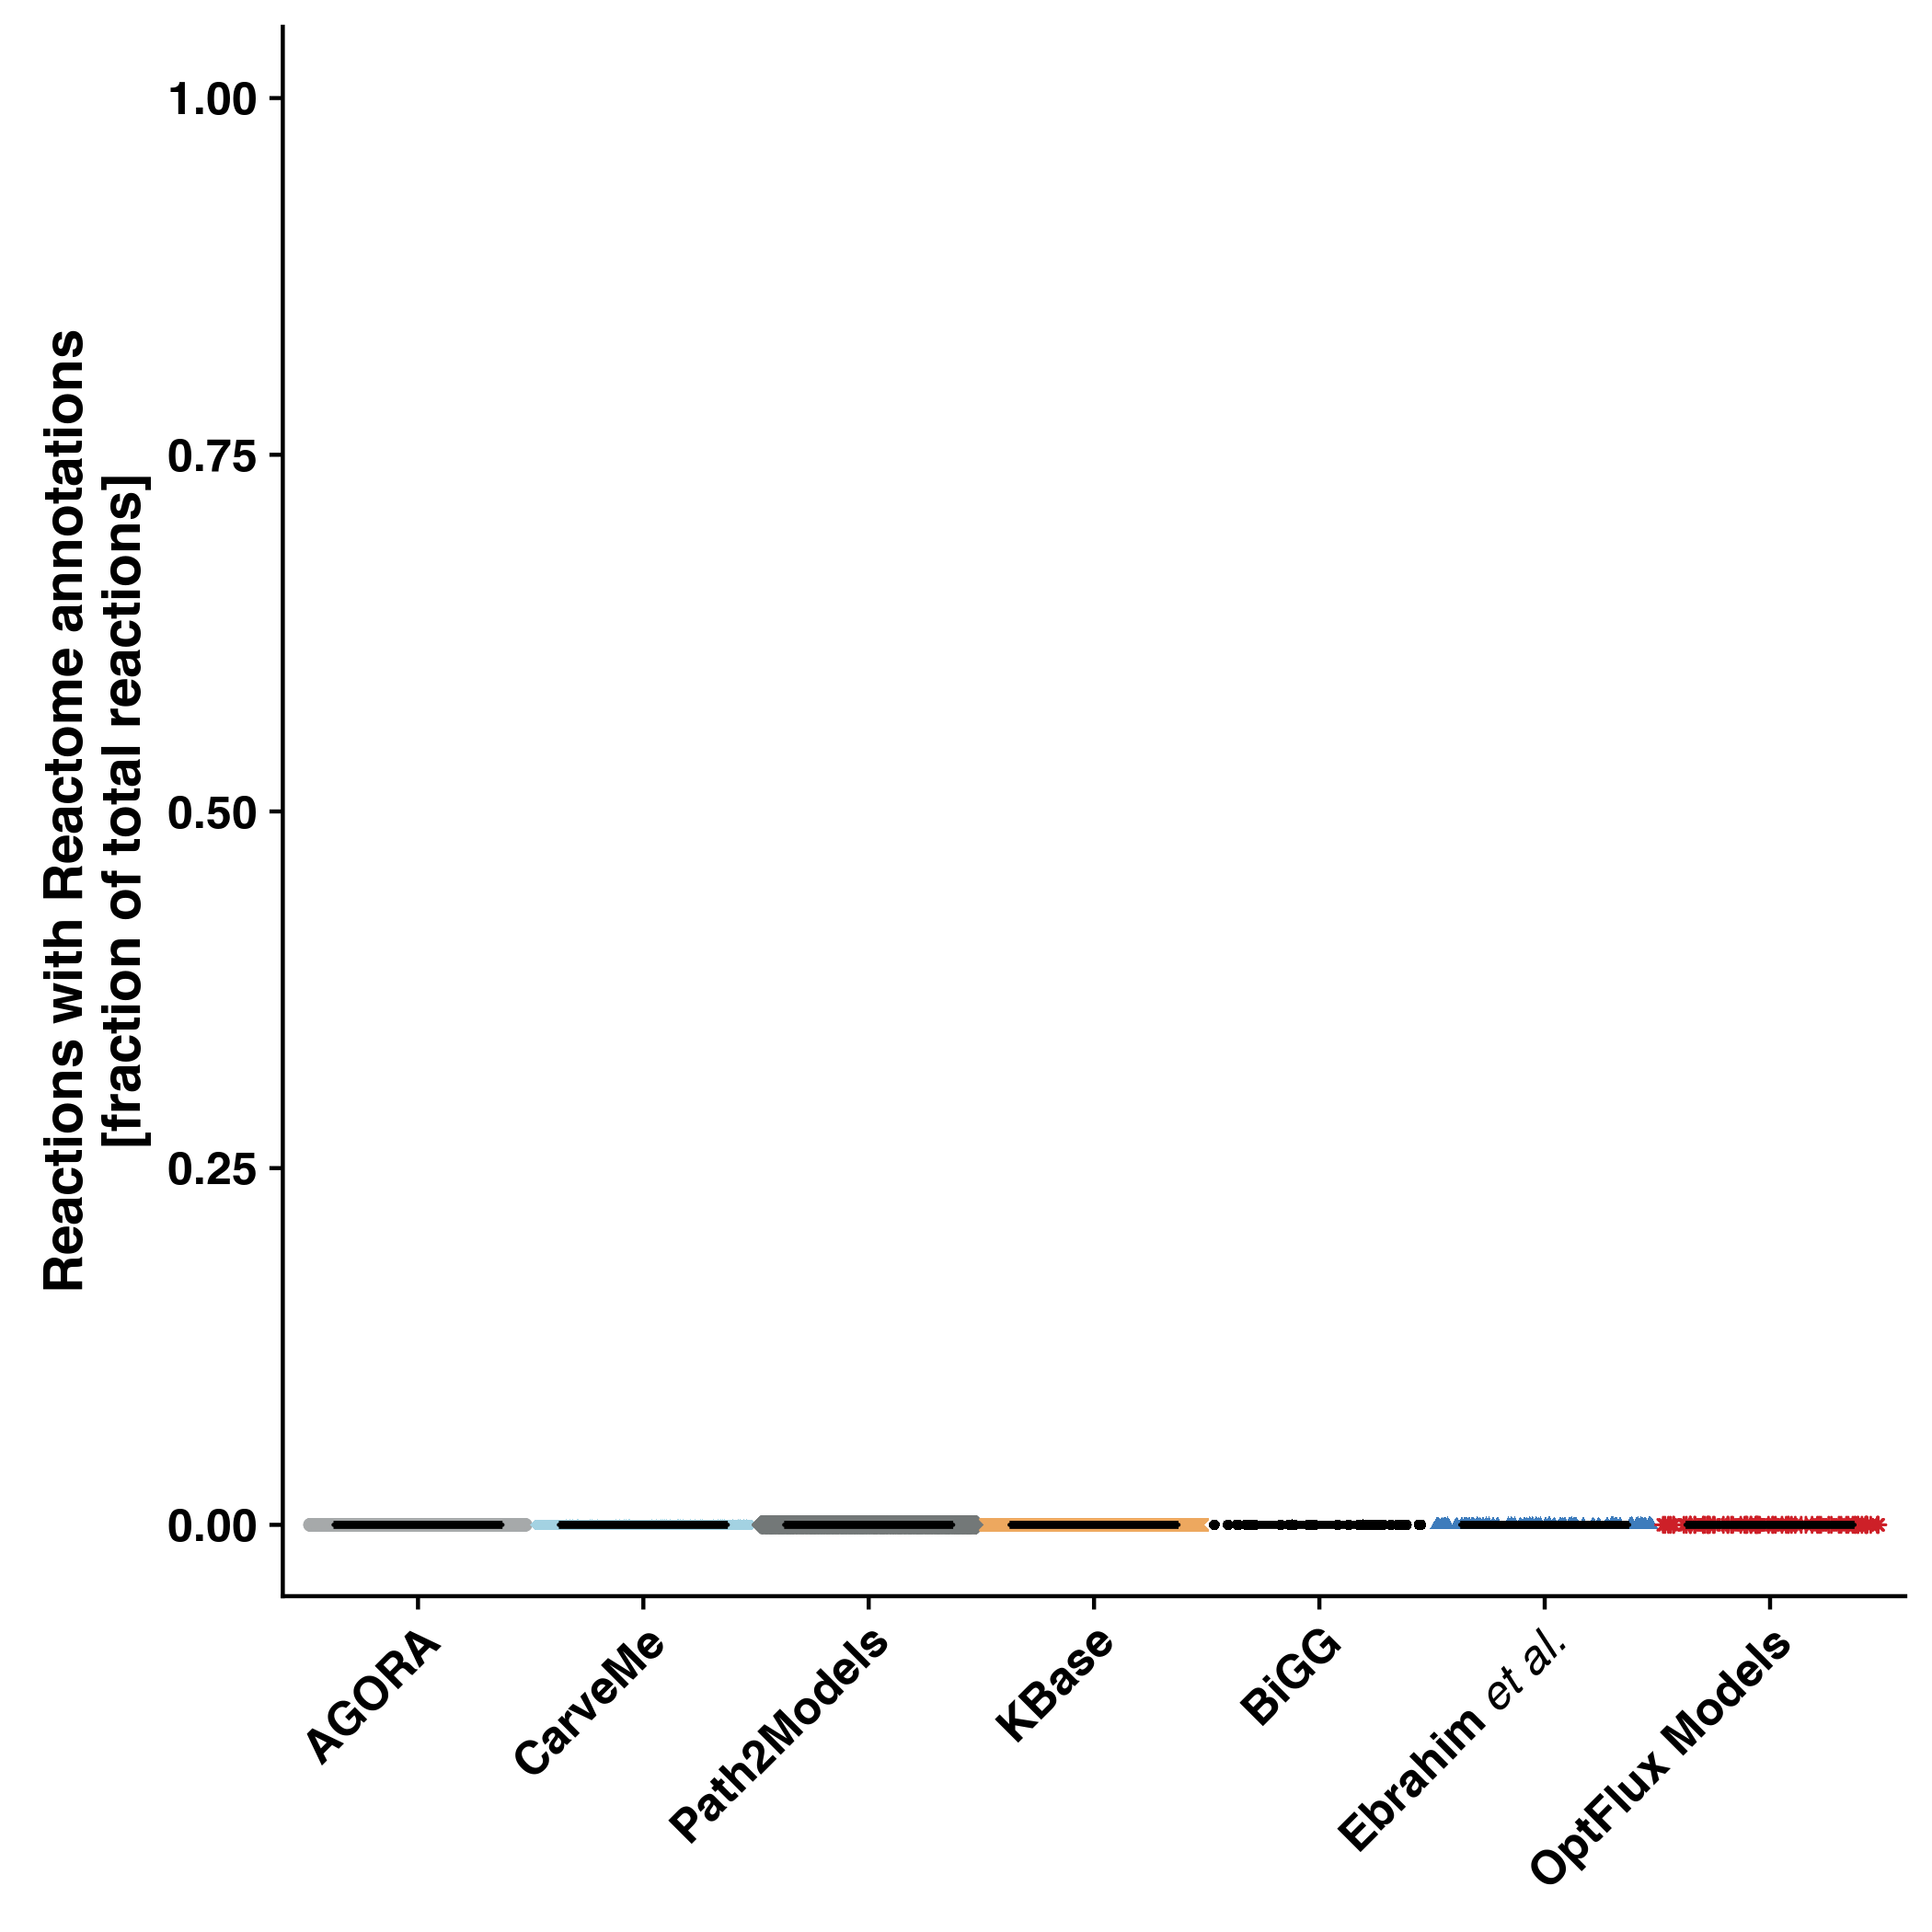 Reactions with Reactome annotations
[fraction of total reactions]
1.00
0.75
0.50
0.25
0.00
AGORA
CarveMe
Path2Models
KBase
BiGG
Ebrahim et al.
OptFlux Models